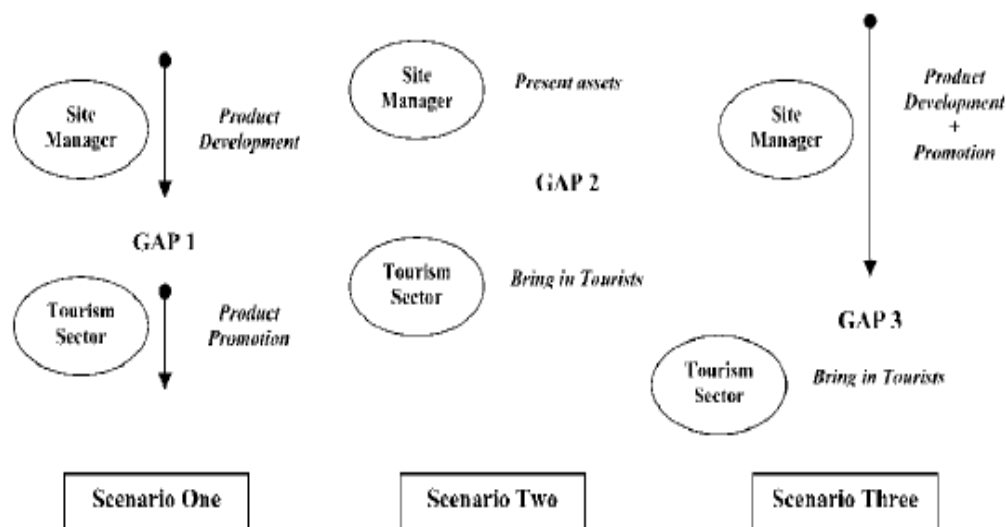 Site
Manager
Product
Development
GAP 1
Tourism
Sector
Product
Promotion
Scenario One
Site
Manager
Present assets
GAP 2
Tourism
Sector
Bring in Tourists
Scenario Two
Site
Manager
Product
Development
+
Promotion
GAP 3
Tourism
Sector
Bring in Tourists
Scenario Three